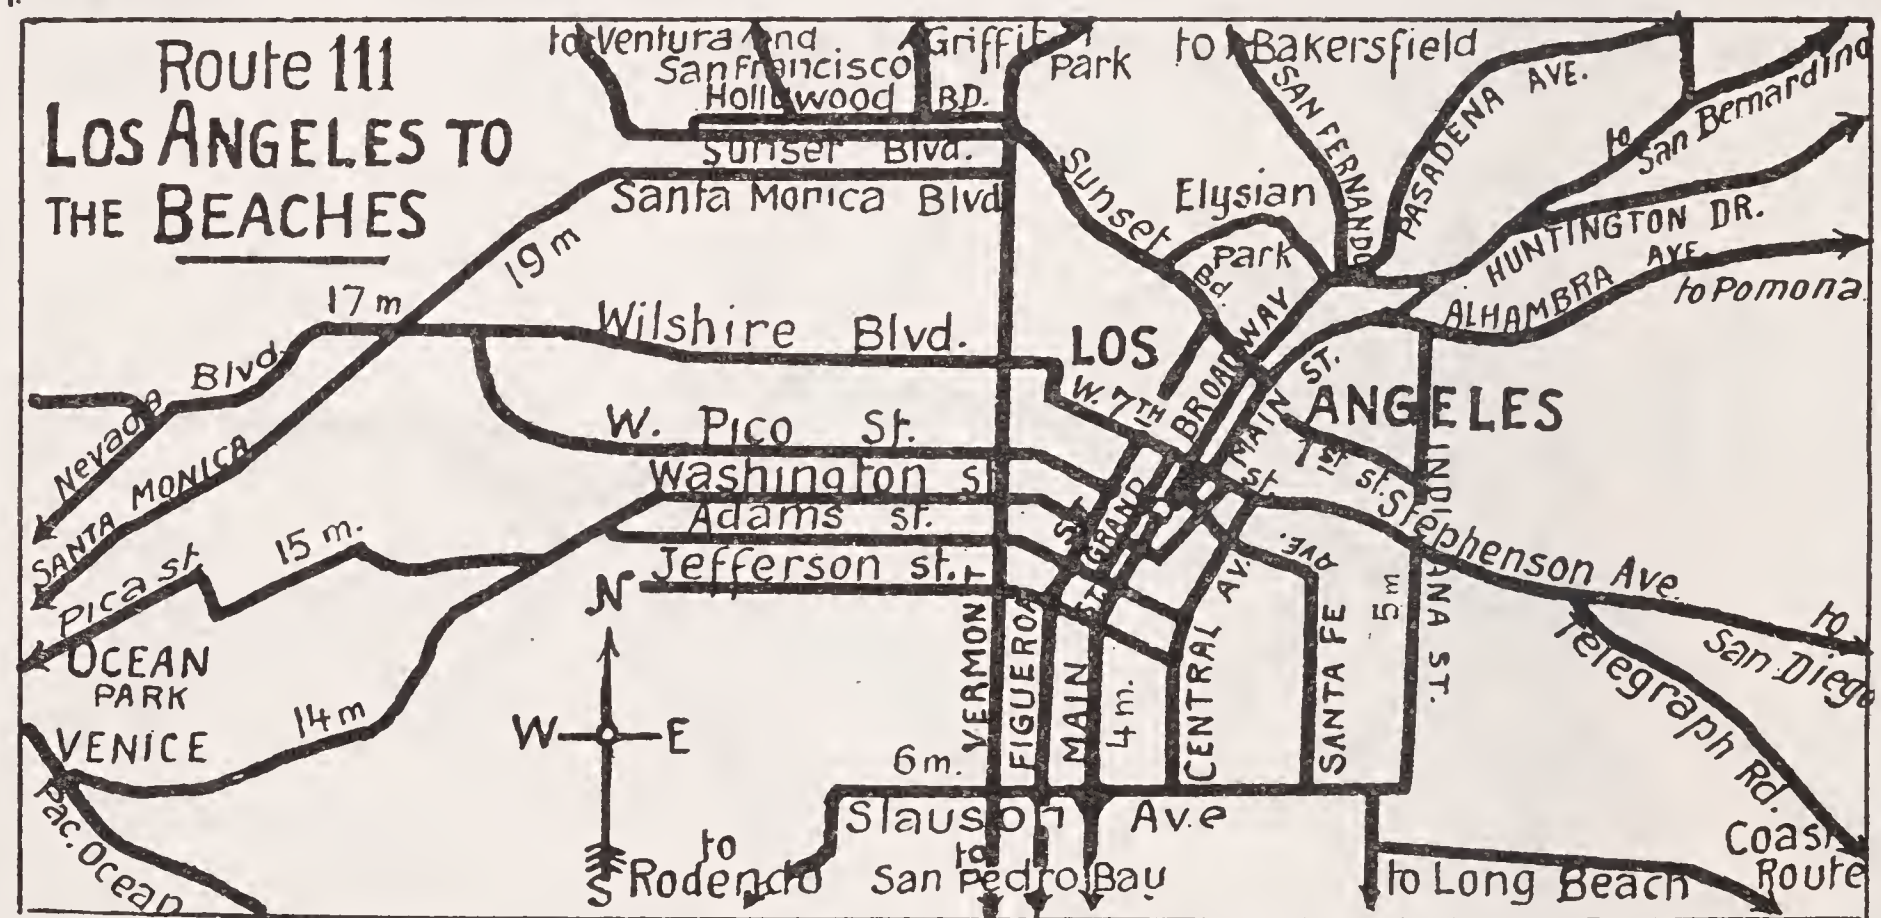 Route 111
LOS ANGELES TO
THE BEACHES
to Ventura And
San Francisco
Hollywood BD.
Griffit
Park
to Bakersfield
SAN FERNANDO
PASADENA AVE.
to
San Bernardino
Sunser Blvd.
Santa Monica Blvd
Sunset
Bd.
Elysian
Park
HUNTINGTON DR.
ALHAMBRA AVE.
to Pomona
19 m
17 m
Wilshire Blvd.
LOS
ANGELES
BROADWAY
MAIN ST.
W. 7TH
St.
MAIN
1st st.
Nevada Blvd.
SANTA MONICA
W. Pico St.
Washington st
Adams st.
Jefferson st.
GRAND
ST.
ST.
INDIANA ST.
Stephenson Ave.
AVE.
Pica st
15 m.
OCEAN
PARK
VENICE
14 m
Pac. Ocean
N
W E
S
VERMONT
FIGUEROA
MAIN
4 m.
CENTRAL AV.
SANTA FE
5 m
6 m.
Slauson Ave
to
Rodendo
to
San Pedro Bay
to Long Beach
Telegraph Rd.
to
San Diego
Coast
Route